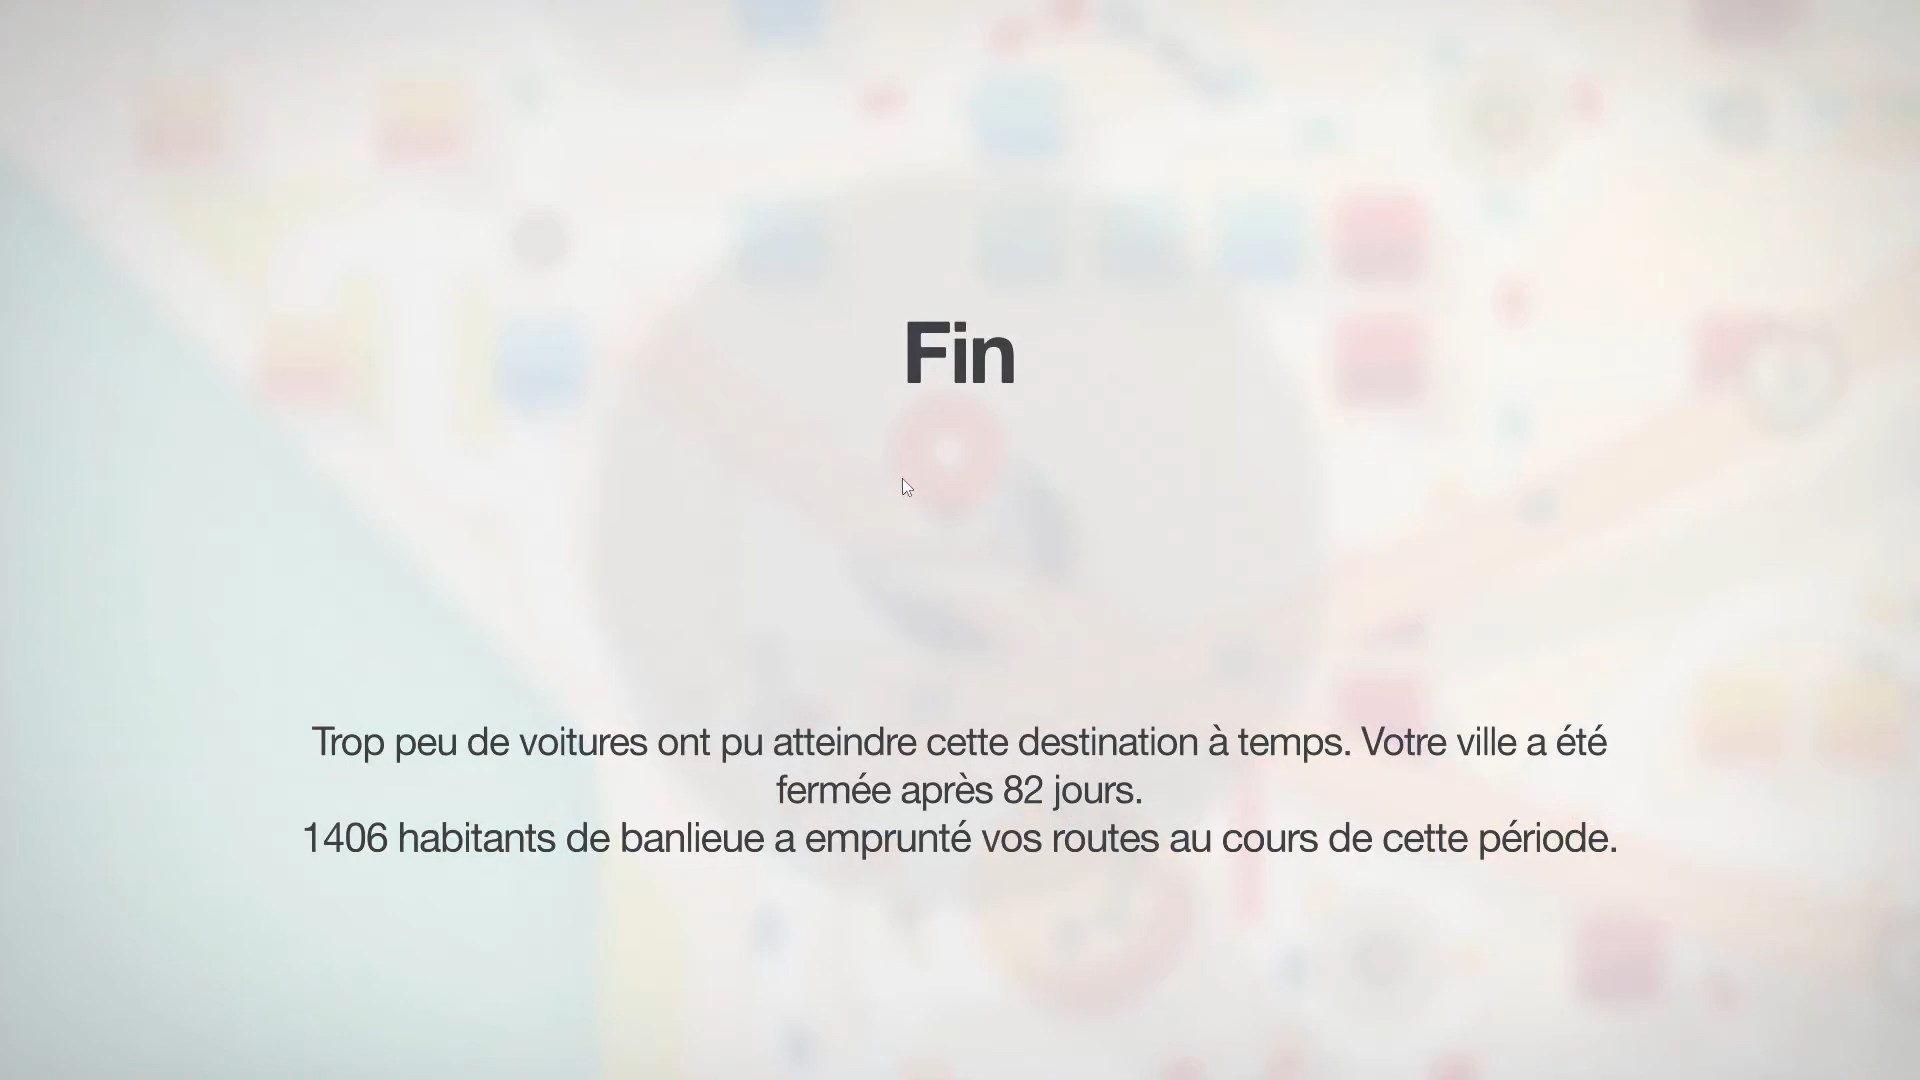 Fin
Trop peu de voitures ont pu atteindre cette destination à temps. Votre ville a été
fermée après 82 jours.
1406 habitants de banlieue a emprunté vos routes au cours de cette période.